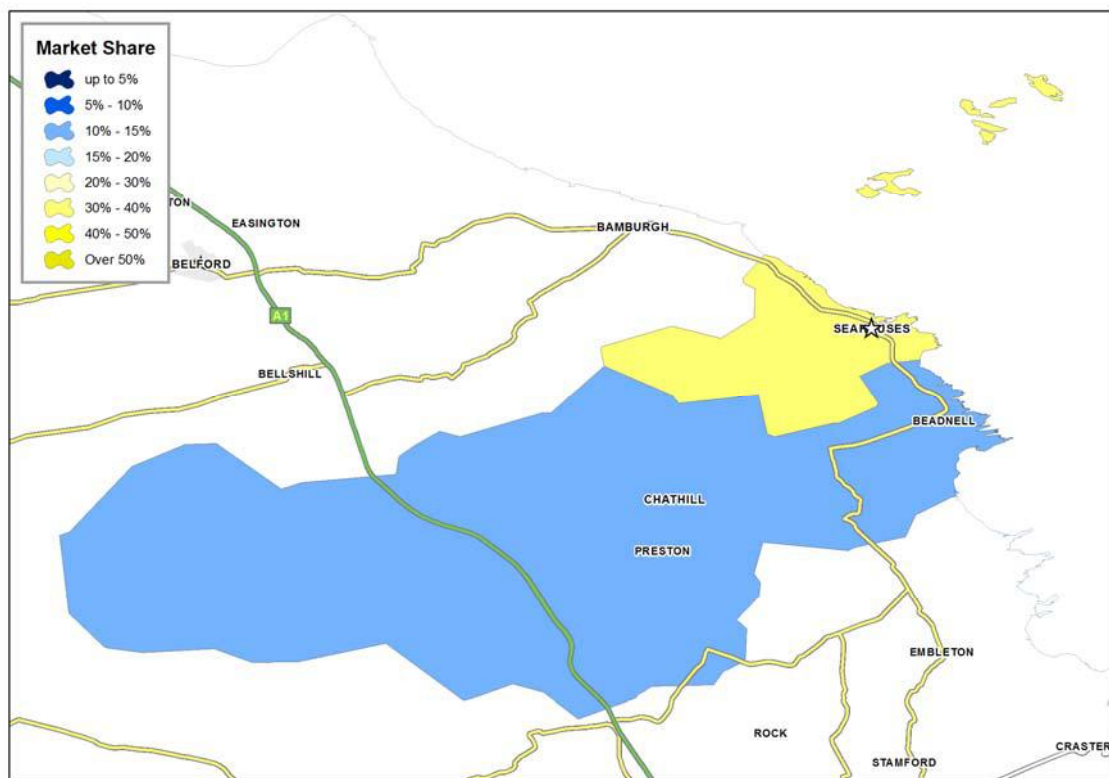 Market Share
up to 5%
5% - 10%
10% - 15%
15% - 20%
20% - 30%
30% - 40%
40% - 50%
Over 50%
TON
EASINGTON
BELFORD
BAMBURGH
A1
BELLSHILL
BEADNELL
CHATHILL
PRESTON
EMBLETON
ROCK
STAMFORD
CRASTER